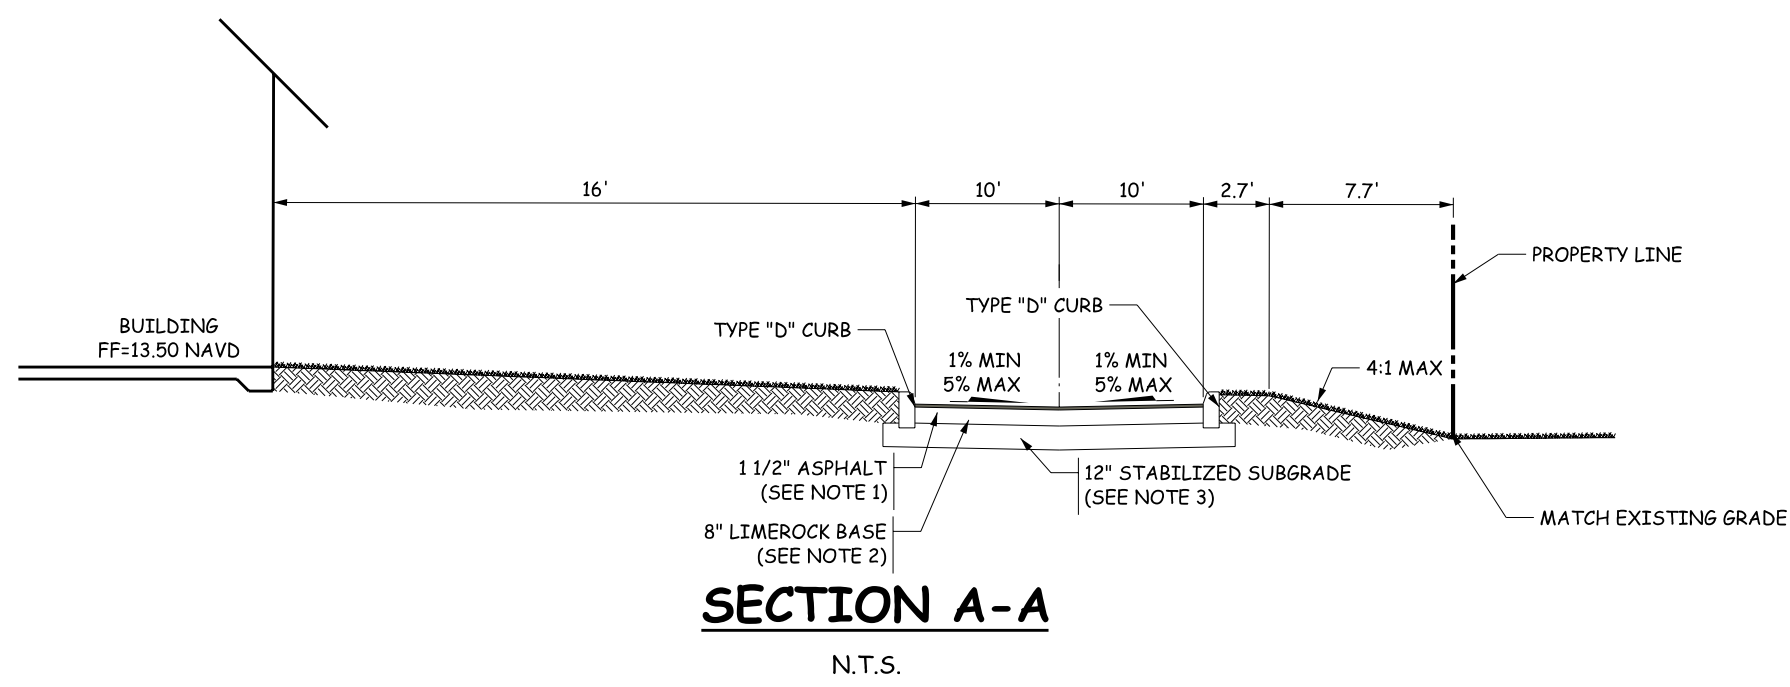 16'
10'
10'
2.7'
7.7'
PROPERTY LINE
TYPE "D" CURB
TYPE "D" CURB
BUILDING
FF=13.50 NAVD
1% MIN
5% MAX
1% MIN
5% MAX
4:1 MAX
1 1/2" ASPHALT
(SEE NOTE 1)
12" STABILIZED SUBGRADE
(SEE NOTE 3)
8" LIMEROCK BASE
(SEE NOTE 2)
MATCH EXISTING GRADE
SECTION A-A
N.T.S.